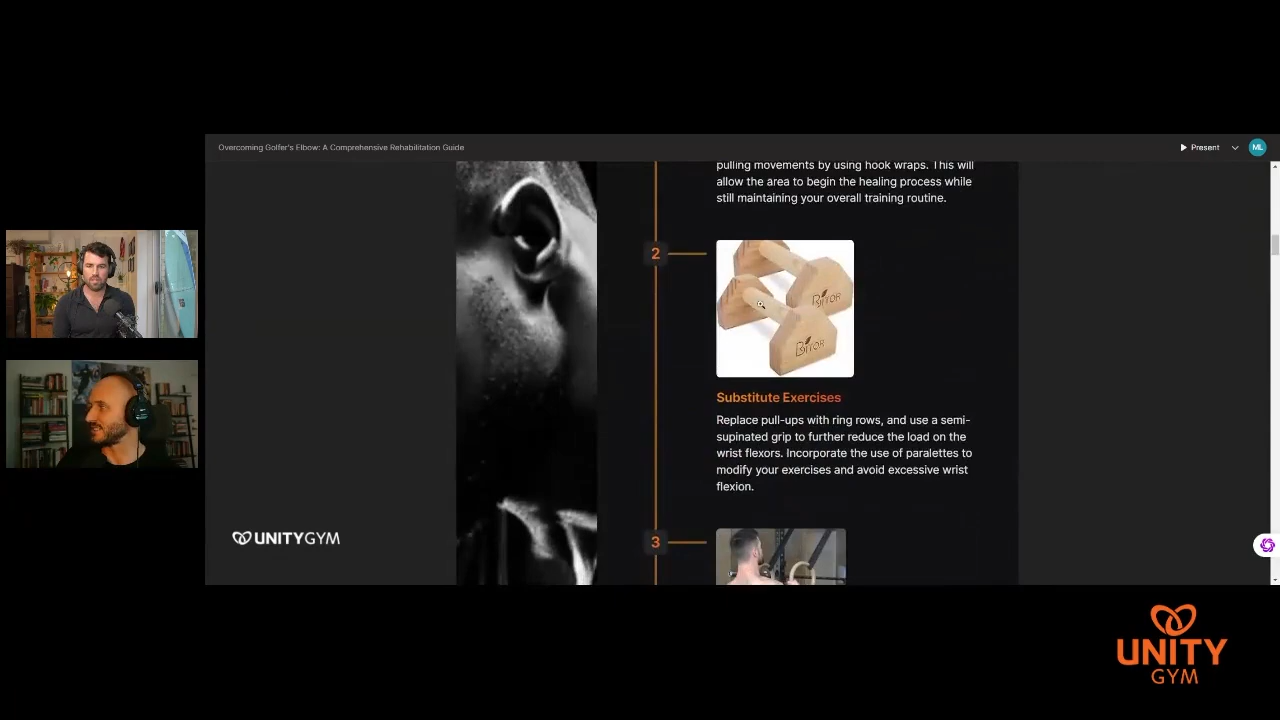 Overcoming Golfer's Elbow: A Comprehensive Rehabilitation Guide
Present
ML
pulling movements by using hook wraps. This will
allow the area to begin the healing process while
still maintaining your overall training routine.
2
Substitute Exercises
Replace pull-ups with ring rows, and use a semi-
supinated grip to further reduce the load on the
wrist flexors. Incorporate the use of paralettes to
modify your exercises and avoid excessive wrist
flexion.
3
UNITYGYM
UNITY
GYM